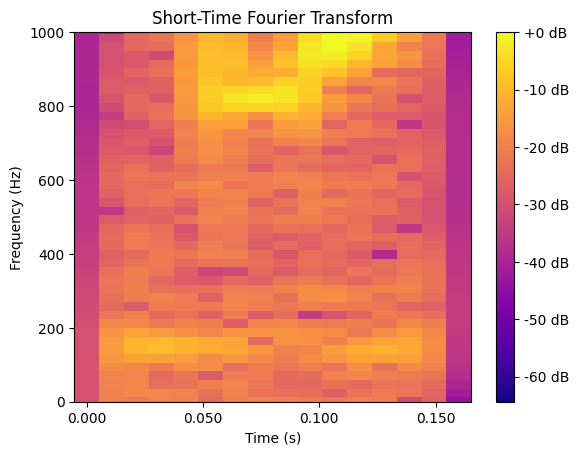 Short-Time Fourier Transform
Frequency (Hz)
1000
800
600
400
200
0
0.000
0.050
0.100
0.150
Time (s)
+0 dB
-10 dB
-20 dB
-30 dB
-40 dB
-50 dB
-60 dB